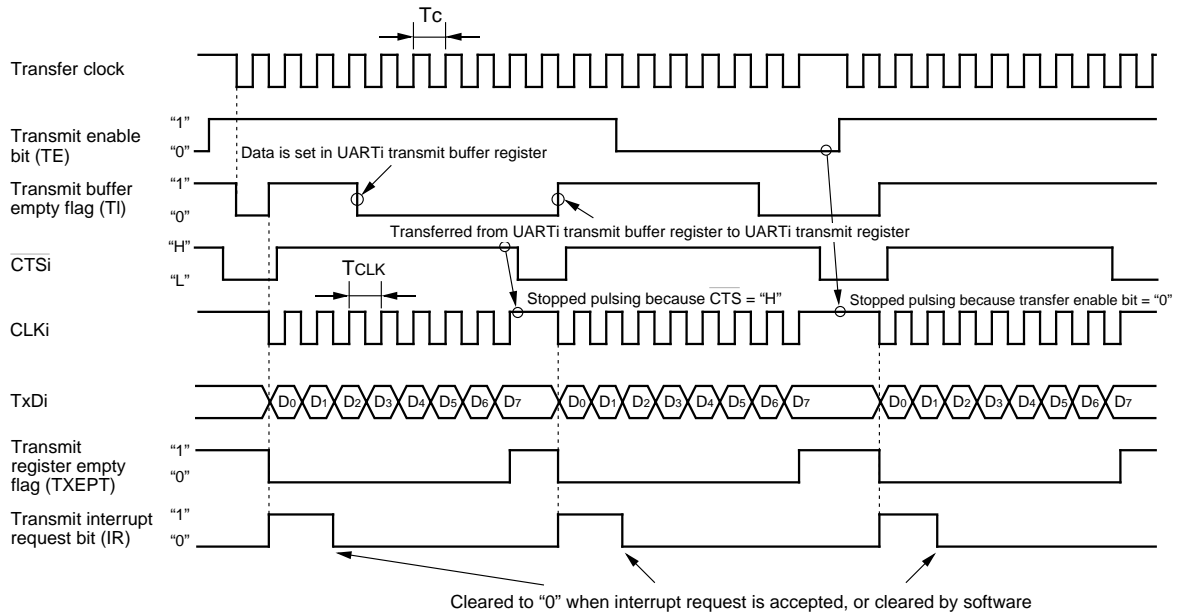 Tc
Transfer clock
Transmit enable
bit (TE)
“1”
“0”
Data is set in UARTi transmit buffer register
Transmit buffer
empty flag (TI)
“1”
“0”
Transferred from UARTi transmit buffer register to UARTi transmit register
CTSi
“H”
“L”
TCLK
Stopped pulsing because CTS = “H”
Stopped pulsing because transfer enable bit = “0”
CLKi
TxDi
D0 D1 D2 D3 D4 D5 D6 D7 D0 D1 D2 D3 D4 D5 D6 D7 D0 D1 D2 D3 D4 D5 D6 D7
Transmit
register empty
flag (TXEPT)
“1”
“0”
Transmit interrupt
request bit (IR)
“1”
“0”
Cleared to “0” when interrupt request is accepted, or cleared by software